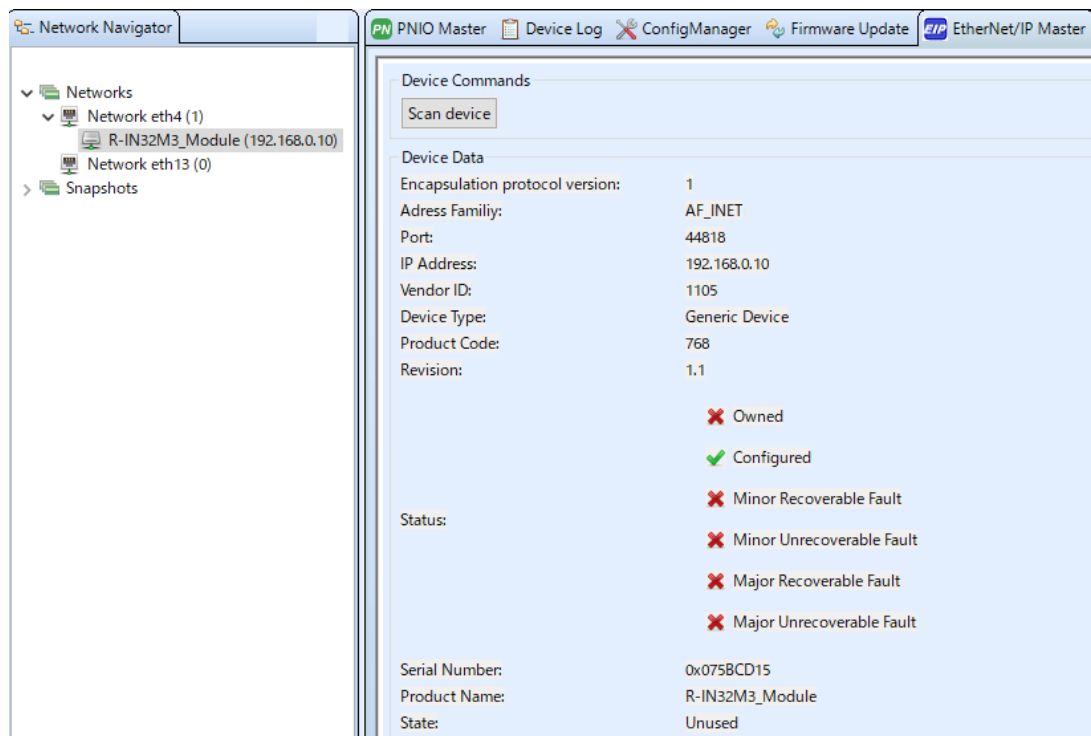 Network Navigator
Networks
Network eth4 (1)
R-IN32M3_Module (192.168.0.10)
Network eth13 (0)
Snapshots
PN PNIO Master Device Log ConfigManager Firmware Update EIP EtherNet/IP Master
Device Commands
Scan device
Device Data
Encapsulation protocol version: 1
Adress Familiy: AF_INET
Port: 44818
IP Address: 192.168.0.10
Vendor ID: 1105
Device Type: Generic Device
Product Code: 768
Revision: 1.1
Owned
Configured
Minor Recoverable Fault
Status:
Minor Unrecoverable Fault
Major Recoverable Fault
Major Unrecoverable Fault
Serial Number: 0x075BCD15
Product Name: R-IN32M3_Module
State: Unused